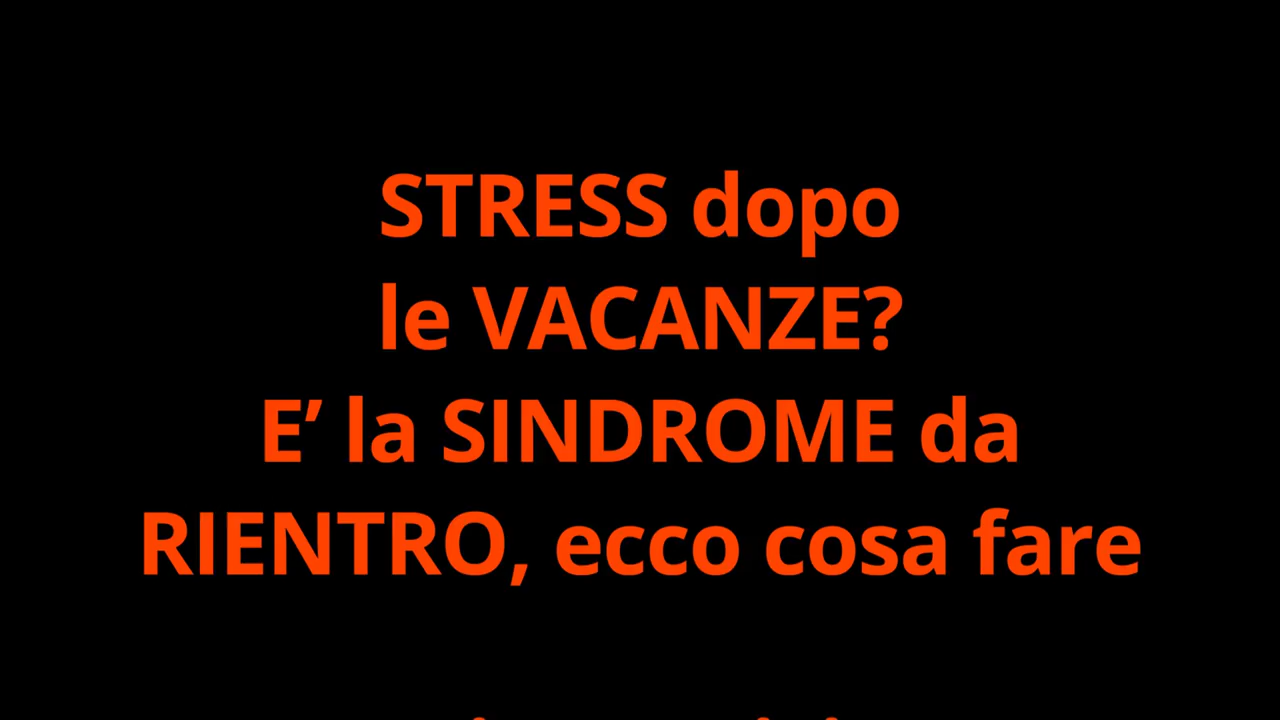 STRESS dopo
le VACANZE?
E’ la SINDROME da
RIENTRO, ecco cosa fare